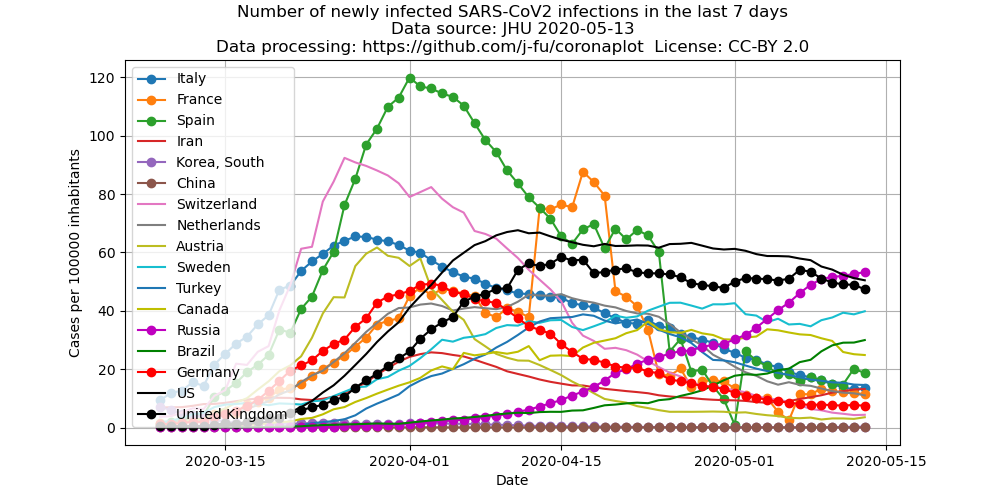 Number of newly infected SARS-CoV2 infections in the last 7 days
Data source: JHU 2020-05-13
Data processing: https://github.com/j-fu/coronaplot  License: CC-BY 2.0
Cases per 100000 inhabitants
120
100
80
60
40
20
0
Italy
France
Spain
Iran
Korea, South
China
Switzerland
Netherlands
Austria
Sweden
Turkey
Canada
Russia
Brazil
Germany
US
United Kingdom
2020-03-15
2020-04-01
2020-04-15
2020-05-01
2020-05-15
Date